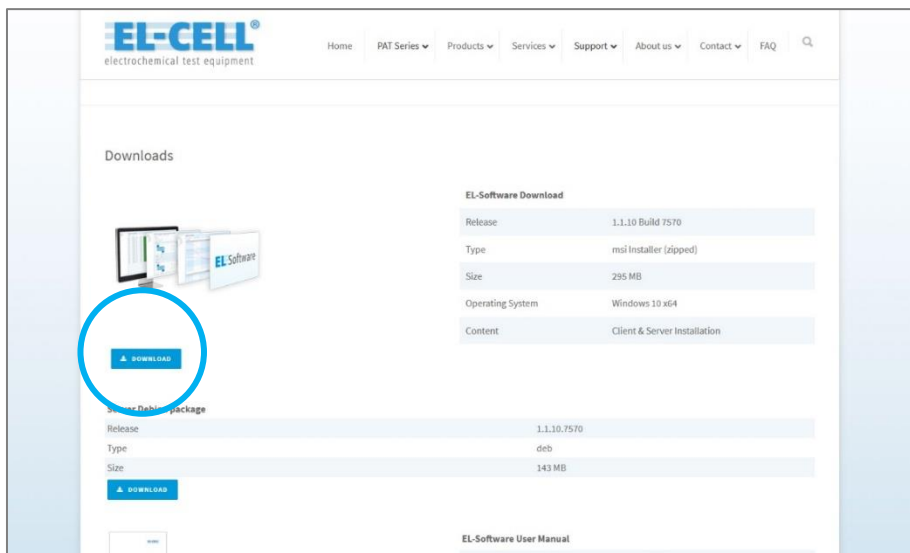 EL-CELL®
electrochemical test equipment
Home PAT Series Products Services Support About us Contact FAQ
Downloads
EL-Software Download
Release 1.1.10 Build 7570
Type msi Installer (zipped)
Size 295 MB
Operating System Windows 10 x64
Content Client & Server Installation
EL-Software
DOWNLOAD
Server Debian package
Release 1.1.10.7570
Type deb
Size 143 MB
DOWNLOAD
EL-Software User Manual